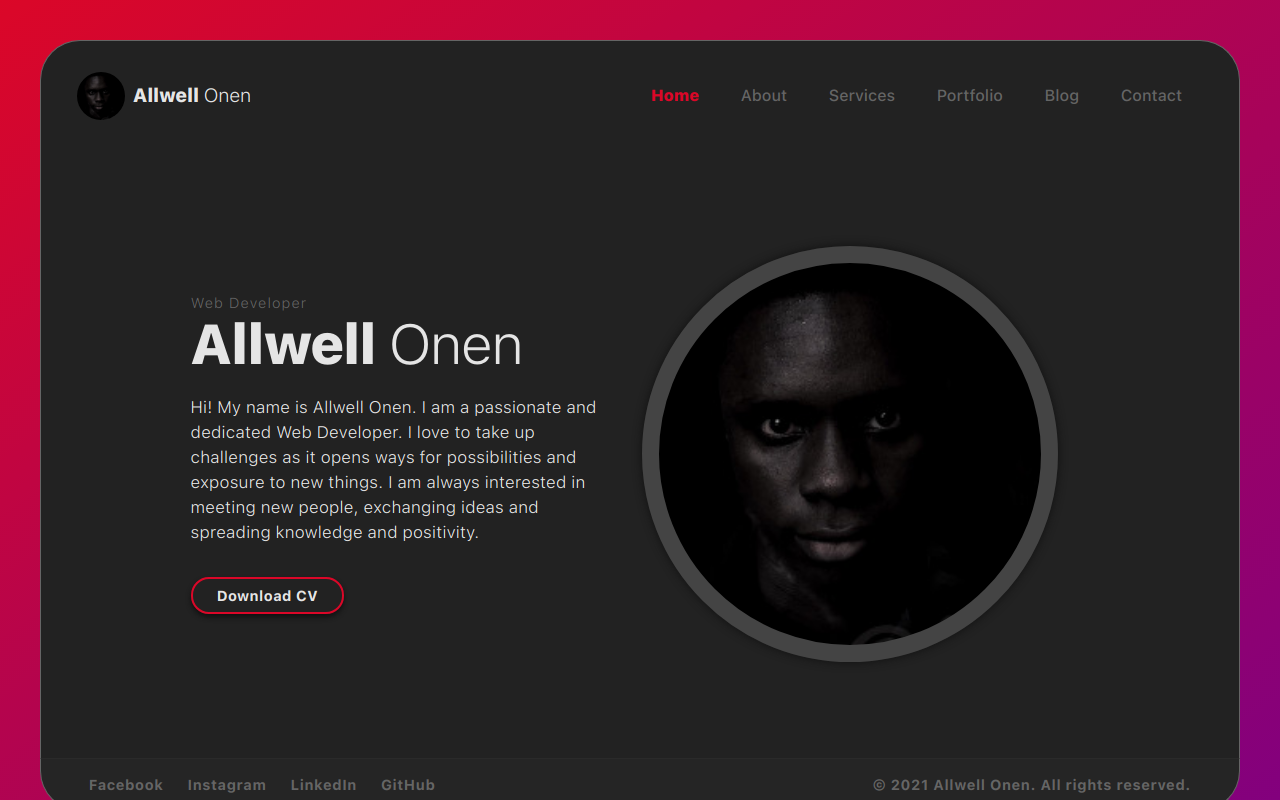 Allwell Onen
Home About Services Portfolio Blog Contact
Web Developer
Allwell Onen
Hi! My name is Allwell Onen. I am a passionate and
dedicated Web Developer. I love to take up
challenges as it opens ways for possibilities and
exposure to new things. I am always interested in
meeting new people, exchanging ideas and
spreading knowledge and positivity.
Download CV
Facebook Instagram LinkedIn GitHub
© 2021 Allwell Onen. All rights reserved.